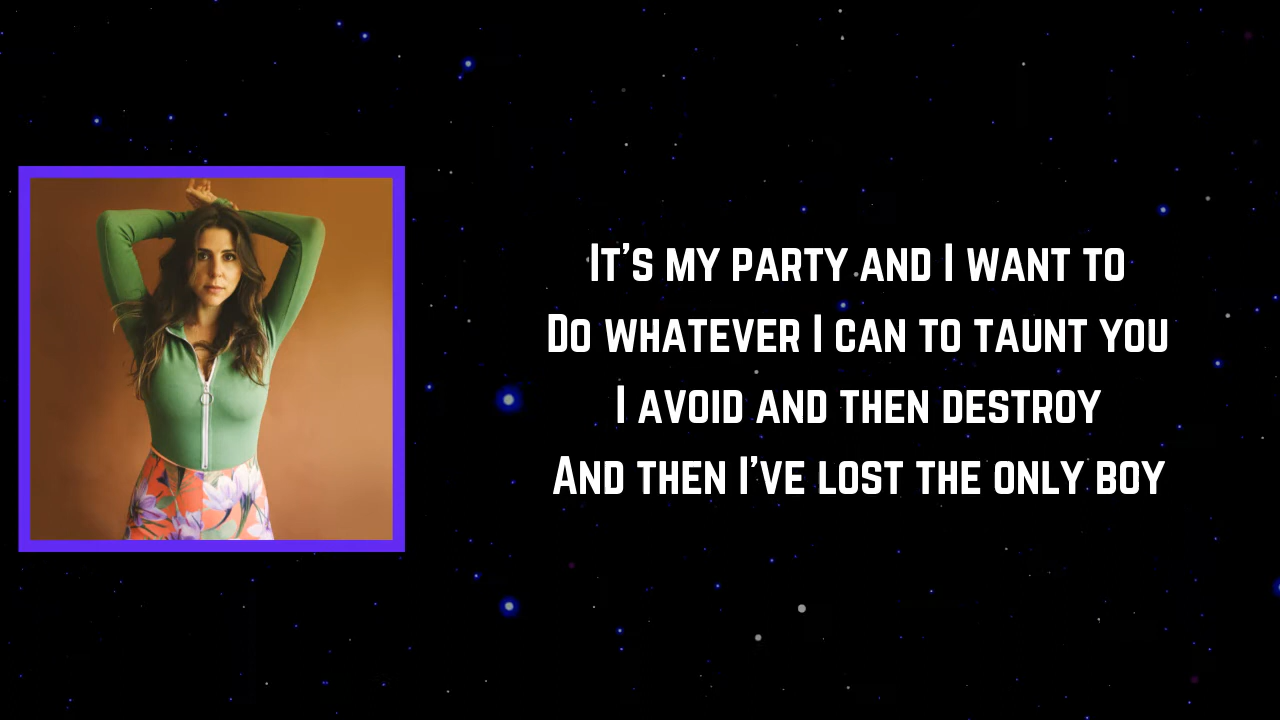 It's my party and I want to
Do whatever I can to taunt you
I avoid and then destroy
And then I've lost the only boy